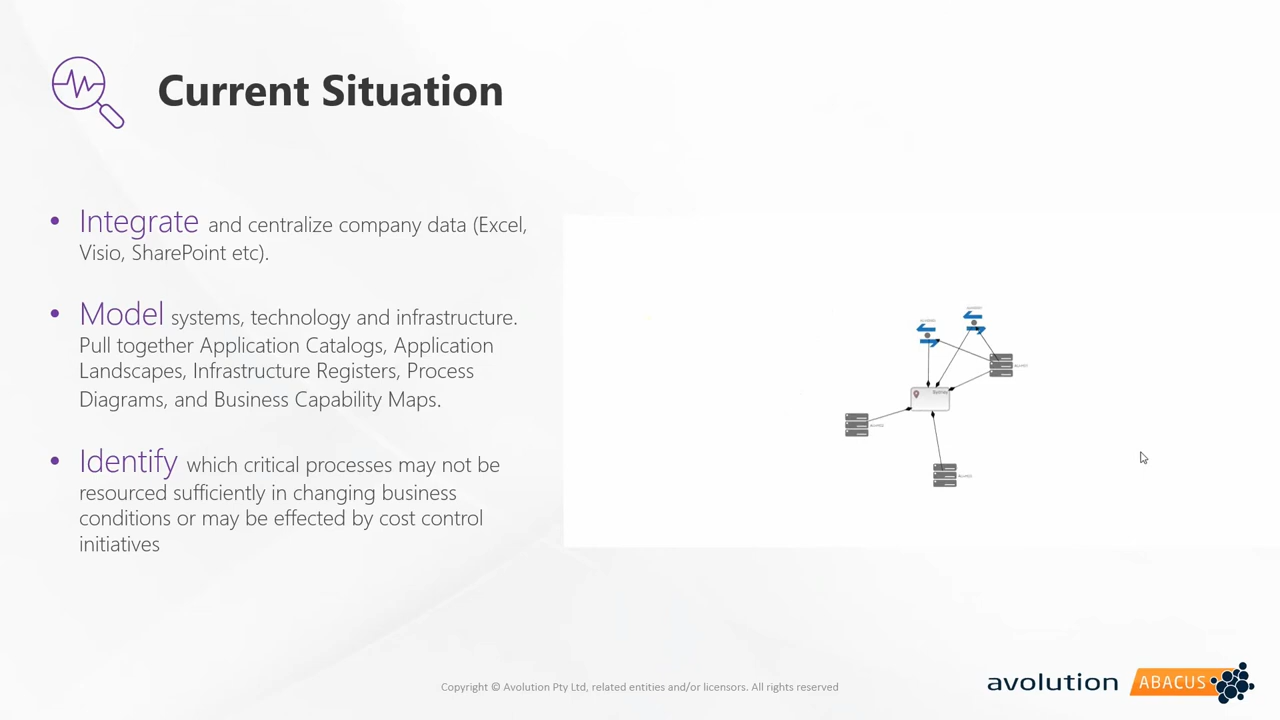 Current Situation
• Integrate and centralize company data (Excel,
Visio, SharePoint etc).
• Model systems, technology and infrastructure.
Pull together Application Catalogs, Application
Landscapes, Infrastructure Registers, Process
Diagrams, and Business Capability Maps.
• Identify which critical processes may not be
resourced sufficiently in changing business
conditions or may be effected by cost control
initiatives
Copyright © Avolution Pty Ltd, related entities and/or licensors. All rights reserved
avolution ABACUS